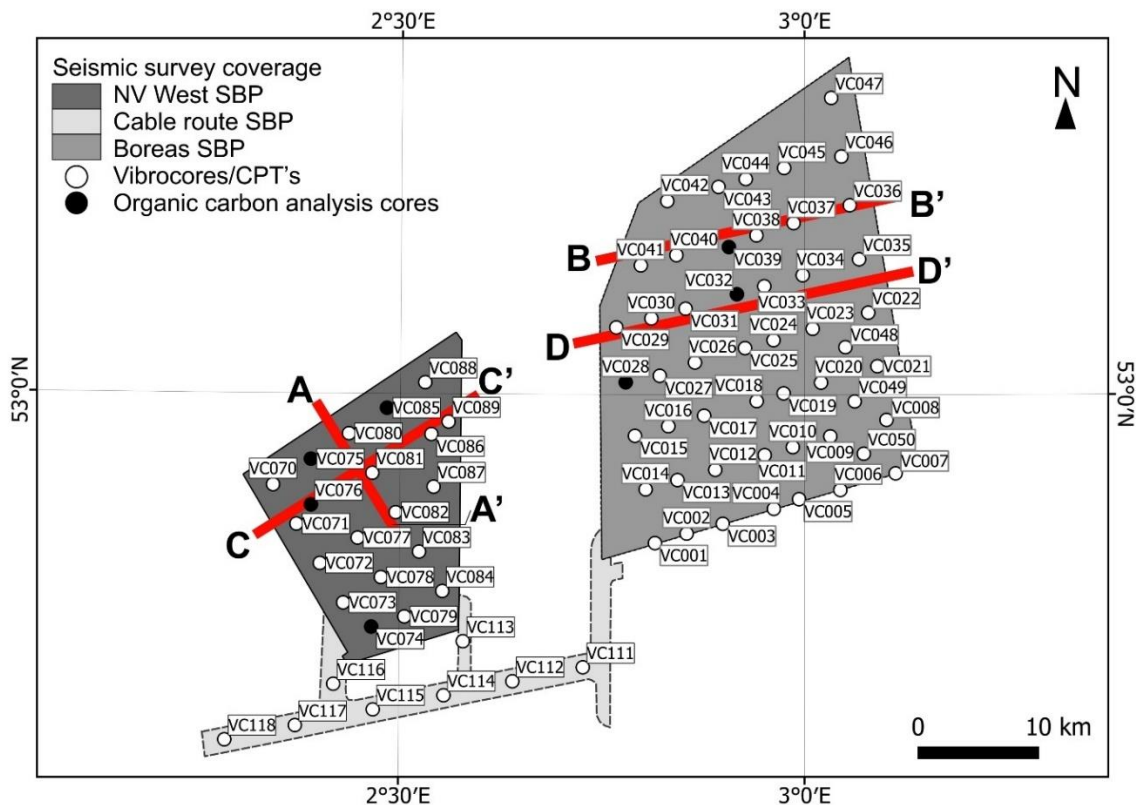 2°30′E
3°0′E
Seismic survey coverage
NV West SBP
Cable route SBP
Boreas SBP
Vibrocores/CPT's
Organic carbon analysis cores
N
VC047
VC046
VC045
VC044
VC042
VC043
VC036
B'
VC037
VC038
VC040
VC041
B
VC039
VC035
VC034
D'
VC032
VC033
VC030
VC022
VC031
VC023
VC029
D
VC024
VC048
VC026
VC025
VC028
VC021
VC020
VC027
VC018
VC049
VC019
VC088
C'
A
VC085
VC089
VC080
VC086
VC075
VC081
VC070
VC087
VC076
VC082
A'
C
VC071
VC077
VC083
VC072
VC078
VC084
VC073
VC079
VC074
VC113
VC016
VC017
VC008
VC010
VC015
VC009
VC050
VC012
VC011
VC007
VC014
VC006
VC013
VC004
VC005
VC002
VC003
VC001
VC116
VC111
VC112
VC114
VC115
VC117
VC118
53°0′N
53°0′N
0
10 km
2°30′E
3°0′E